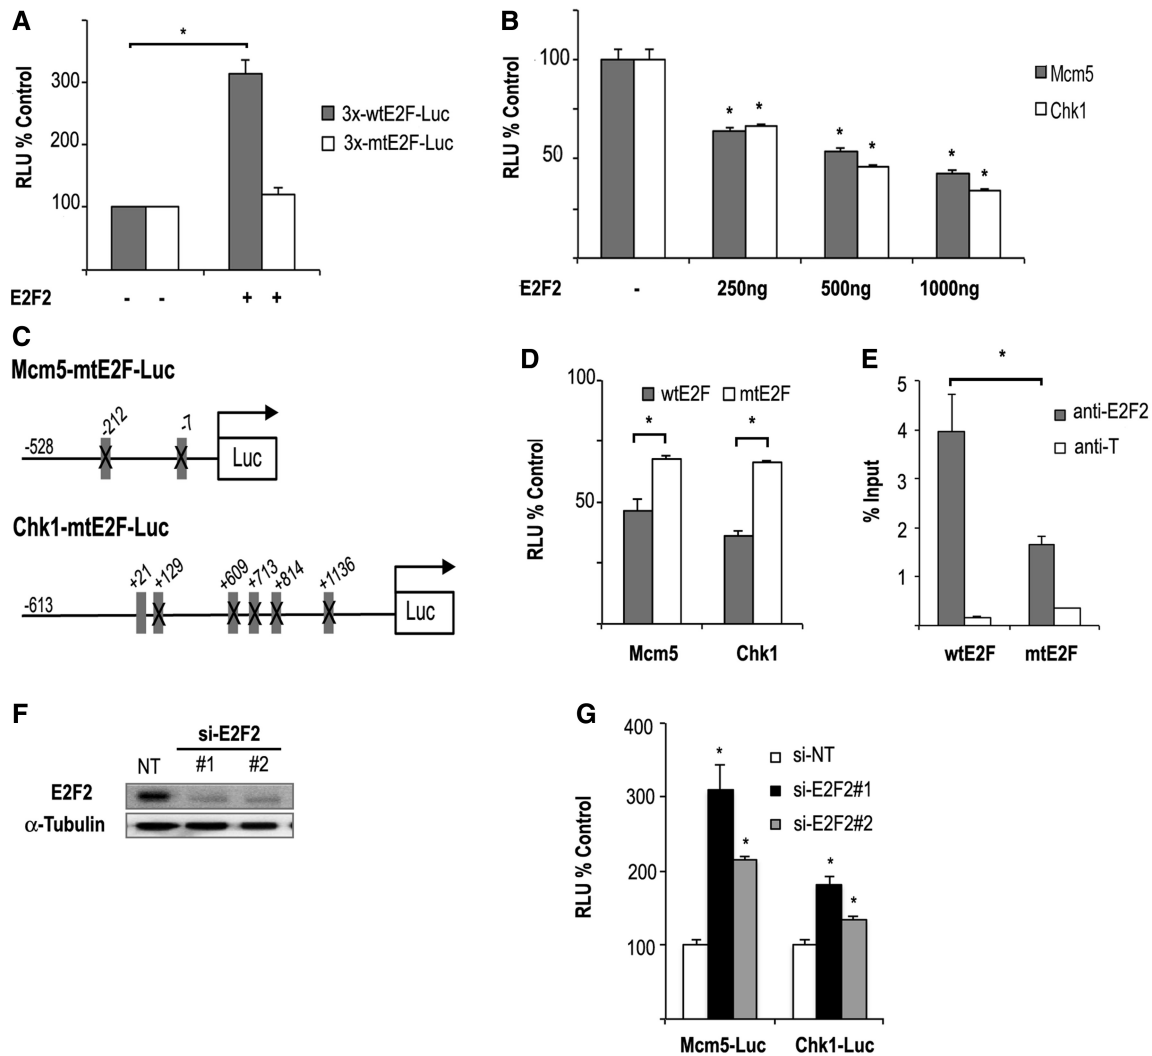 A
*
RLU % Control
300
200
100
3x-wtE2F-Luc
3x-mtE2F-Luc
E2F2 - - + +
B
RLU % Control
100
50
* * * * * *
Mcm5
Chk1
E2F2 - 250ng 500ng 1000ng
C
Mcm5-mtE2F-Luc
-528 -212 -7 Luc
X X
Chk1-mtE2F-Luc
-613 +21 +129 +609 +713 +814 +1136 Luc
X X X X X
D
RLU % Control
100
50
wtE2F mtE2F
* *
Mcm5 Chk1
E
*
% Input
5
4
3
2
1
anti-E2F2
anti-T
wtE2F mtE2F
F
si-E2F2
NT #1 #2
E2F2
α-Tubulin
G
RLU % Control
400
300
200
100
* * * *
si-NT
si-E2F2#1
si-E2F2#2
Mcm5-Luc Chk1-Luc